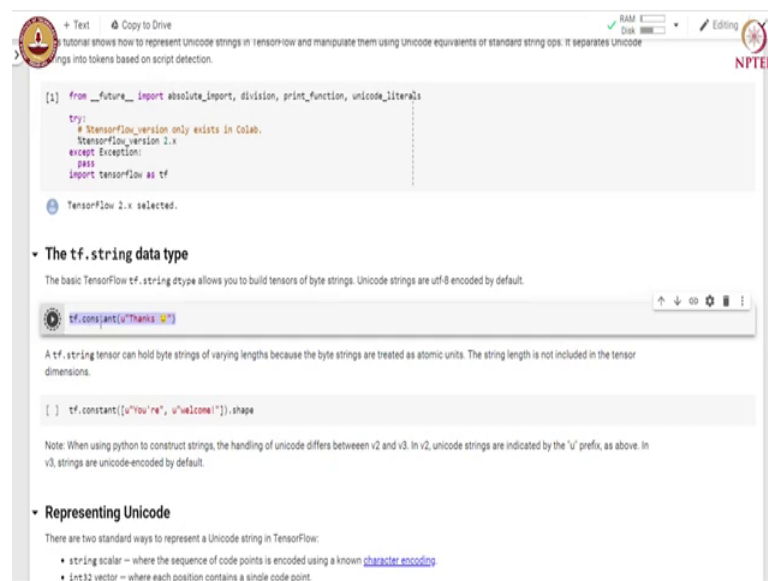 + Text Copy to Drive
RAM
Disk
Editing
NPTEL
tutorial shows how to represent Unicode strings in TensorFlow and manipulate them using Unicode equivalents of standard string ops. It separates Unicode
ings into tokens based on script detection.
[1] from __future__ import absolute_import, division, print_function, unicode_literals
try:
# %tensorflow_version only exists in Colab.
%tensorflow_version 2.x
except Exception:
pass
import tensorflow as tf
TensorFlow 2.x selected.
The tf.string data type
The basic TensorFlow tf.string dtype allows you to build tensors of byte strings. Unicode strings are utf-8 encoded by default.
tf.constant(u"Thanks 😊")
A tf.string tensor can hold byte strings of varying lengths because the byte strings are treated as atomic units. The string length is not included in the tensor
dimensions.
[ ] tf.constant([u"You're", u"welcome!"]).shape
Note: When using python to construct strings, the handling of unicode differs betweeen v2 and v3. In v2, unicode strings are indicated by the "u" prefix, as above. In
v3, strings are unicode-encoded by default.
Representing Unicode
There are two standard ways to represent a Unicode string in TensorFlow:
• string scalar — where the sequence of code points is encoded using a known character encoding.
• int32 vector — where each position contains a single code point.